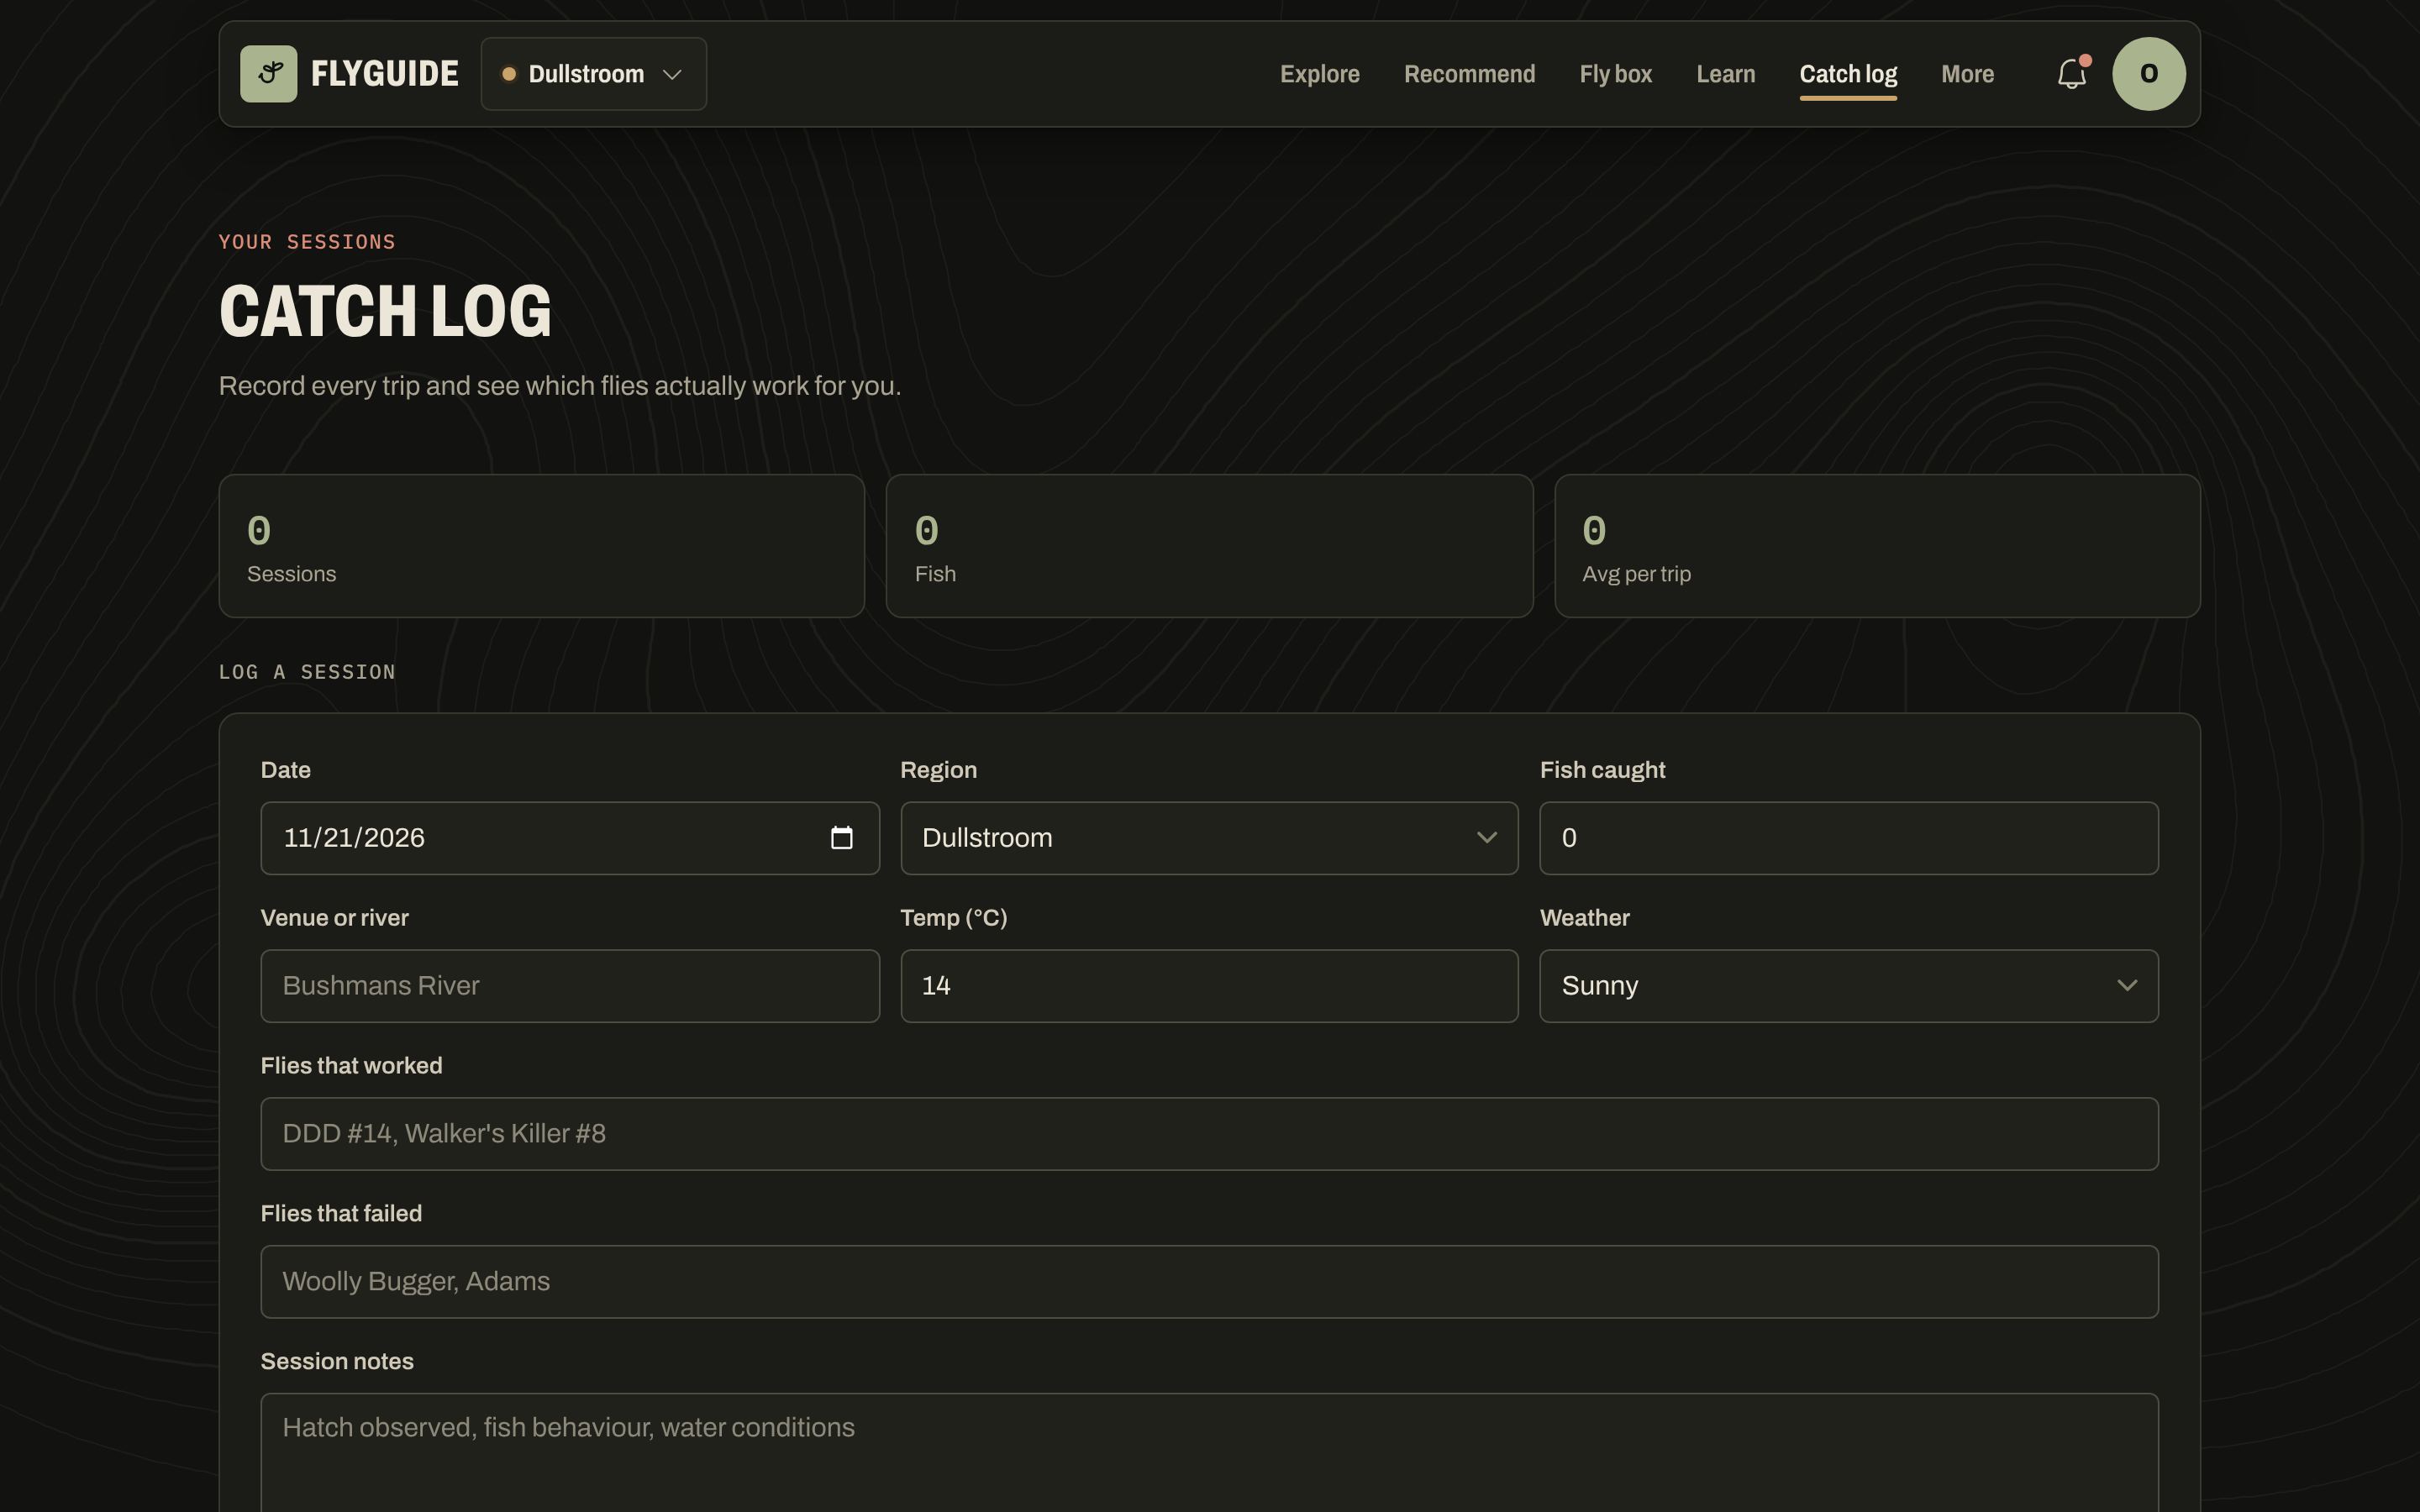 FLYGUIDE Dullstroom Explore Recommend Fly box Learn Catch log More O
YOUR SESSIONS
CATCH LOG
Record every trip and see which flies actually work for you.
0 0 0
Sessions Fish Avg per trip
LOG A SESSION
Date Region Fish caught
11/21/2026 Dullstroom 0
Venue or river Temp (°C) Weather
Bushmans River 14 Sunny
Flies that worked
DDD #14, Walker's Killer #8
Flies that failed
Woolly Bugger, Adams
Session notes
Hatch observed, fish behaviour, water conditions